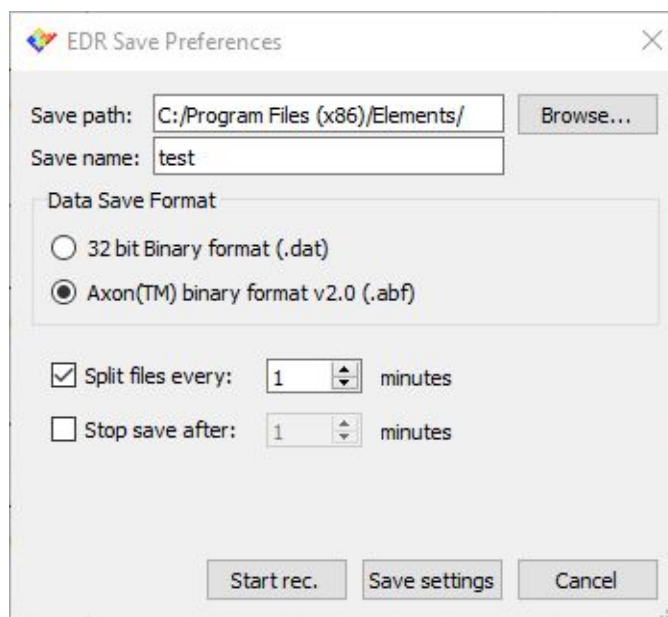 EDR Save Preferences
Save path: C:/Program Files (x86)/Elements/ Browse...
Save name: test
Data Save Format
32 bit Binary format (.dat)
Axon(TM) binary format v2.0 (.abf)
Split files every: 1 minutes
Stop save after: 1 minutes
Start rec. Save settings Cancel